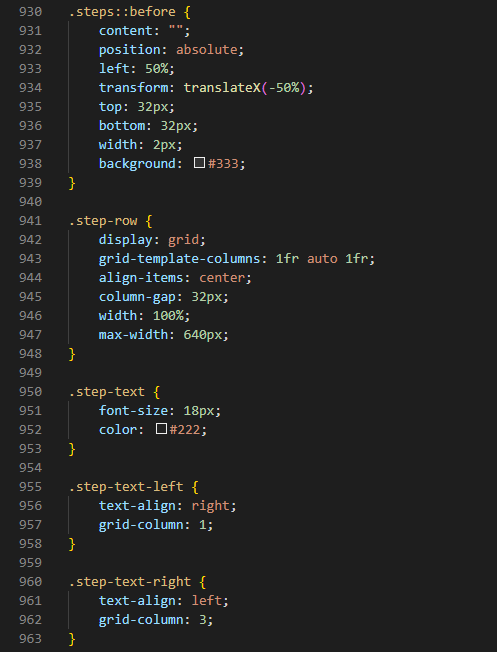 930 .steps::before {
931     content: "";
932     position: absolute;
933     left: 50%;
934     transform: translateX(-50%);
935     top: 32px;
936     bottom: 32px;
937     width: 2px;
938     background: #333;
939 }
940
941 .step-row {
942     display: grid;
943     grid-template-columns: 1fr auto 1fr;
944     align-items: center;
945     column-gap: 32px;
946     width: 100%;
947     max-width: 640px;
948 }
949
950 .step-text {
951     font-size: 18px;
952     color: #222;
953 }
954
955 .step-text-left {
956     text-align: right;
957     grid-column: 1;
958 }
959
960 .step-text-right {
961     text-align: left;
962     grid-column: 3;
963 }